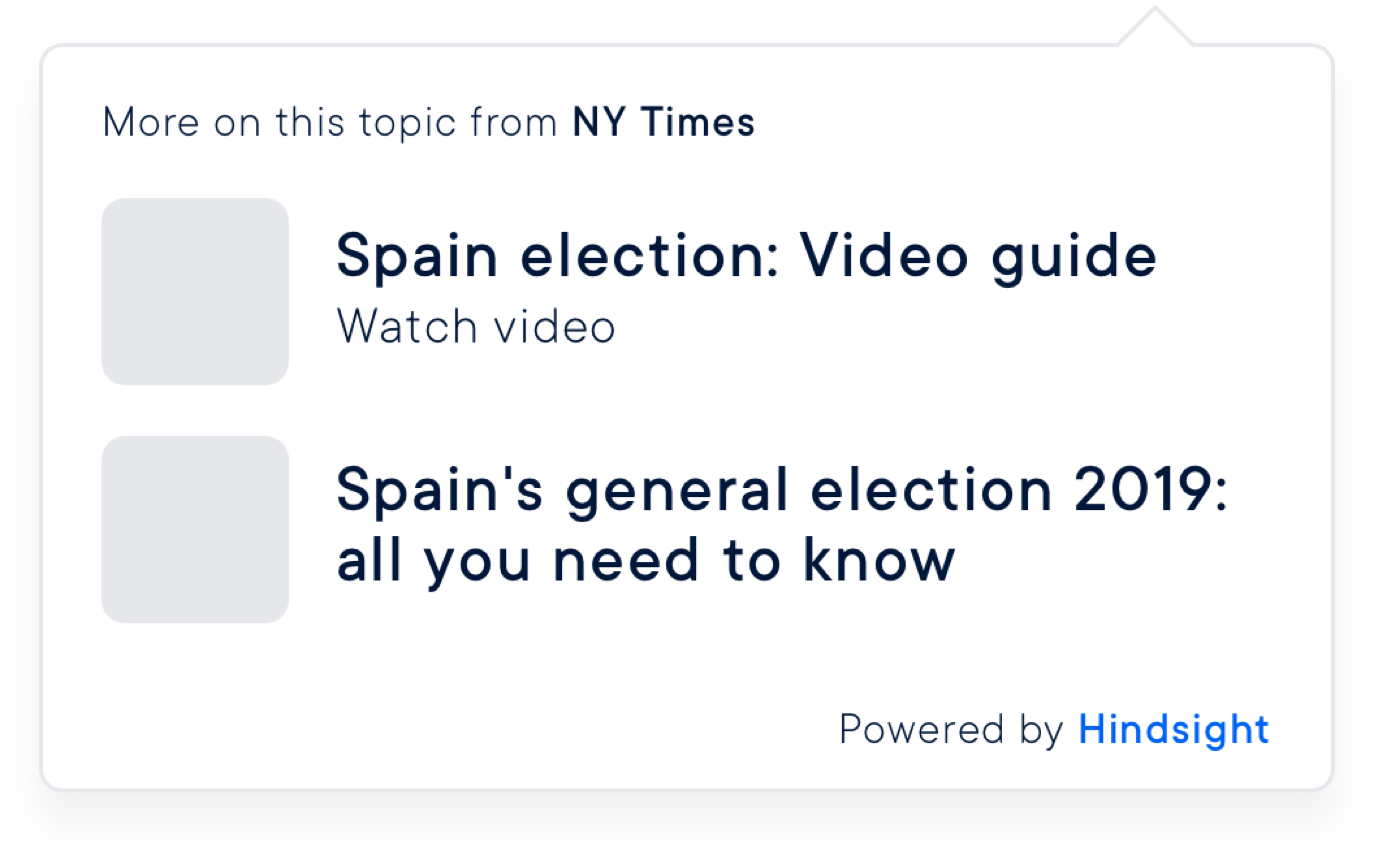 More on this topic from NY Times
Spain election: Video guide
Watch video
Spain's general election 2019:
all you need to know
Powered by Hindsight